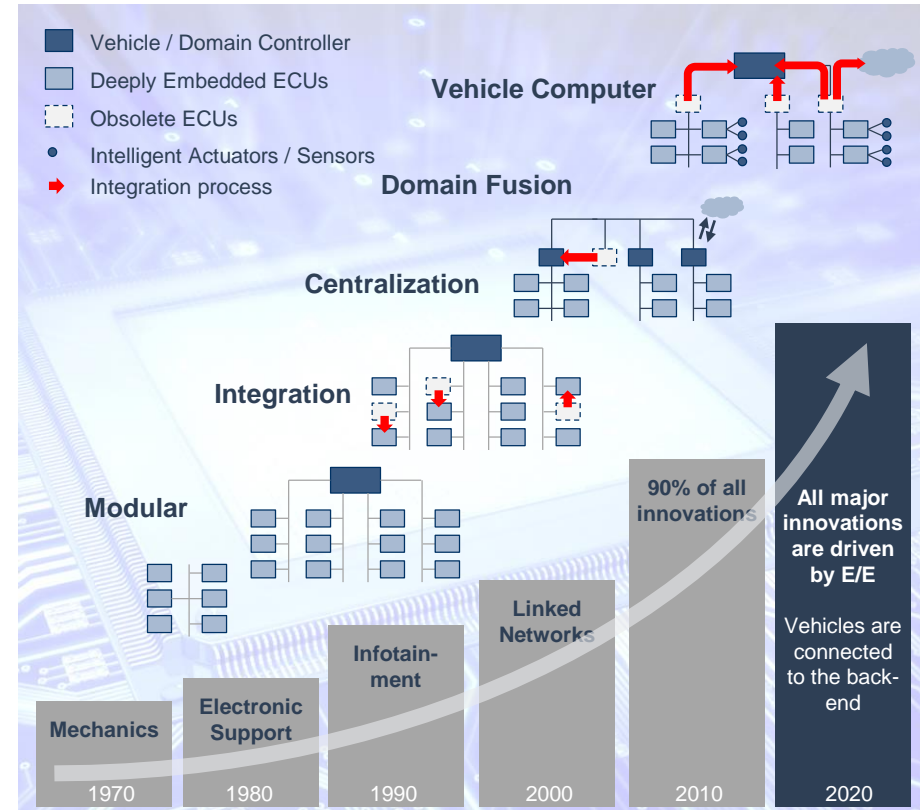 Vehicle / Domain Controller
Deeply Embedded ECUs
Obsolete ECUs
Intelligent Actuators / Sensors
Integration process
Vehicle Computer
Domain Fusion
Centralization
Integration
Modular
Mechanics
1970
Electronic
Support
1980
Infotain-
ment
1990
Linked
Networks
2000
90% of all
innovations
2010
All major
innovations
are driven
by E/E
Vehicles are
connected
to the back-
end
2020